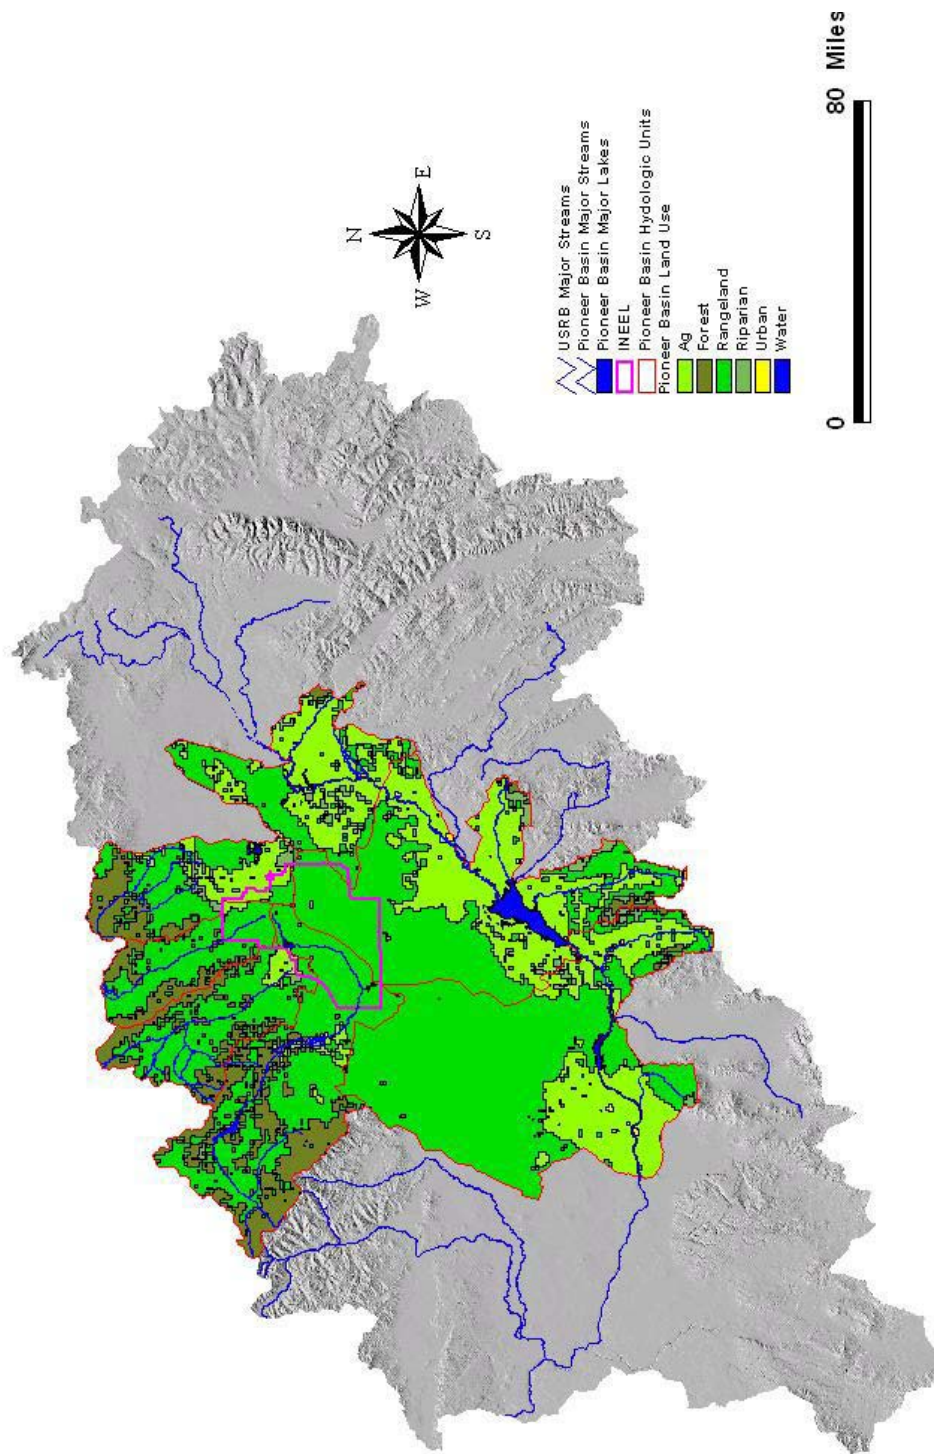 N
W
E
S
USRB Major Streams
Pioneer Basin Major Streams
Pioneer Basin Major Lakes
INEEL
Pioneer Basin Hydrologic Units
Pioneer Basin Land Use
Ag
Forest
Rangeland
Riparian
Urban
Water
0
80 Miles